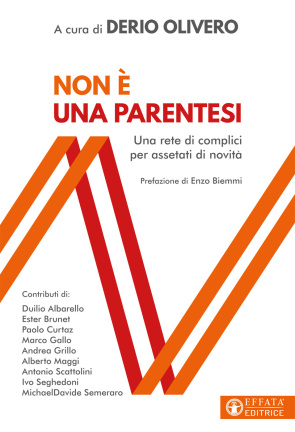 A cura di DERIO OLIVERO
NON È
UNA PARENTESI
Una rete di complici
per assetati di novità
Prefazione di Enzo Biemmi
Contributi di:
Duilio Albarello
Ester Brunet
Paolo Curtaz
Marco Gallo
Andrea Grillo
Alberto Maggi
Antonio Scattolini
Ivo Seghedoni
MichaelDavide Semeraro
EFFATA'
EDITRICE